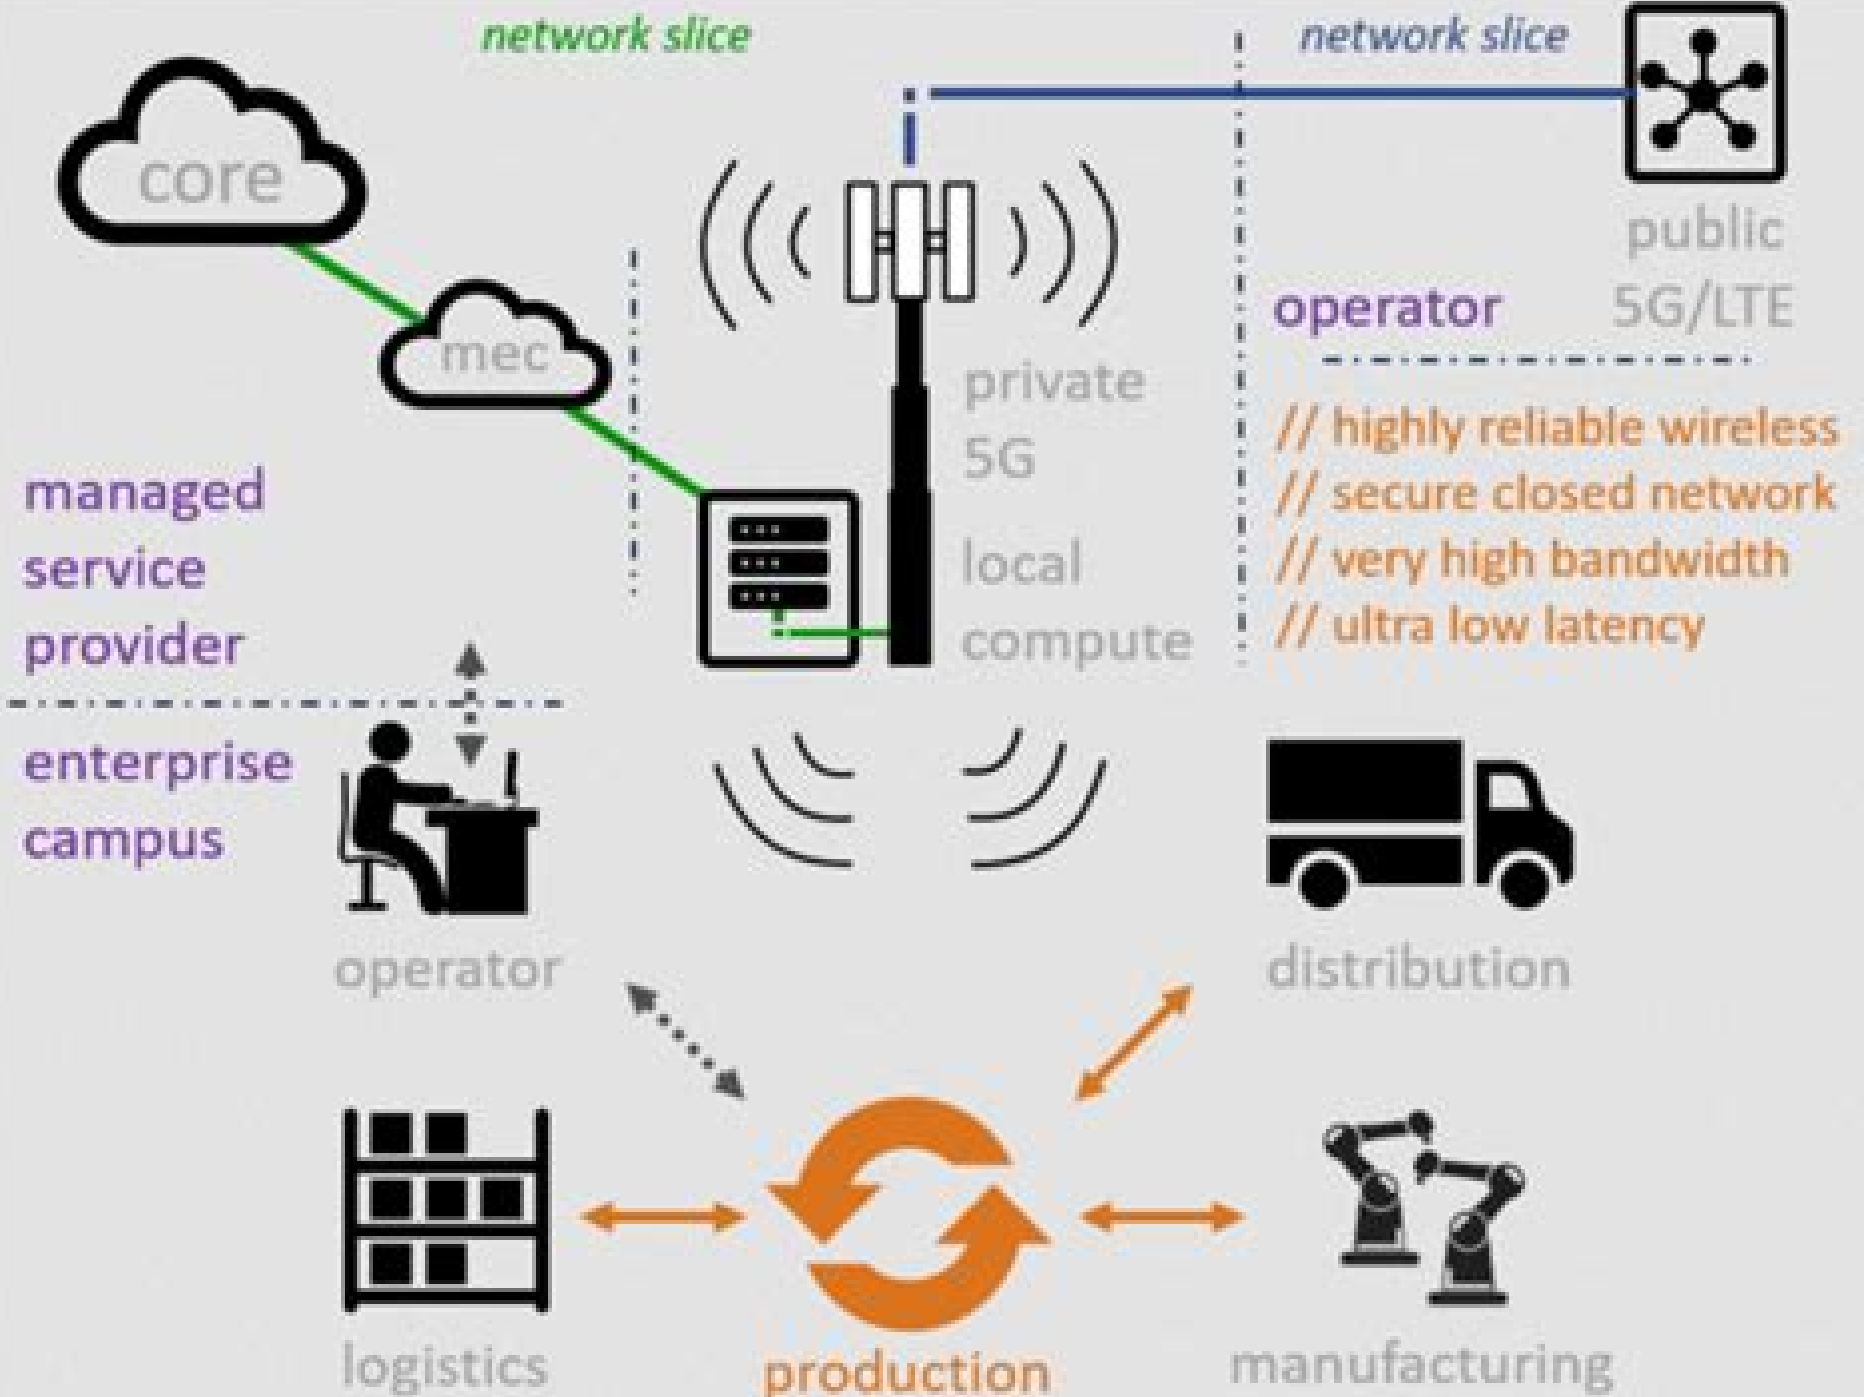 network slice
network slice
core
public
5G/LTE
operator
mec
private
5G
// highly reliable wireless
// secure closed network
// very high bandwidth
// ultra low latency
managed
service
provider
local
compute
enterprise
campus
operator
distribution
logistics
production
manufacturing